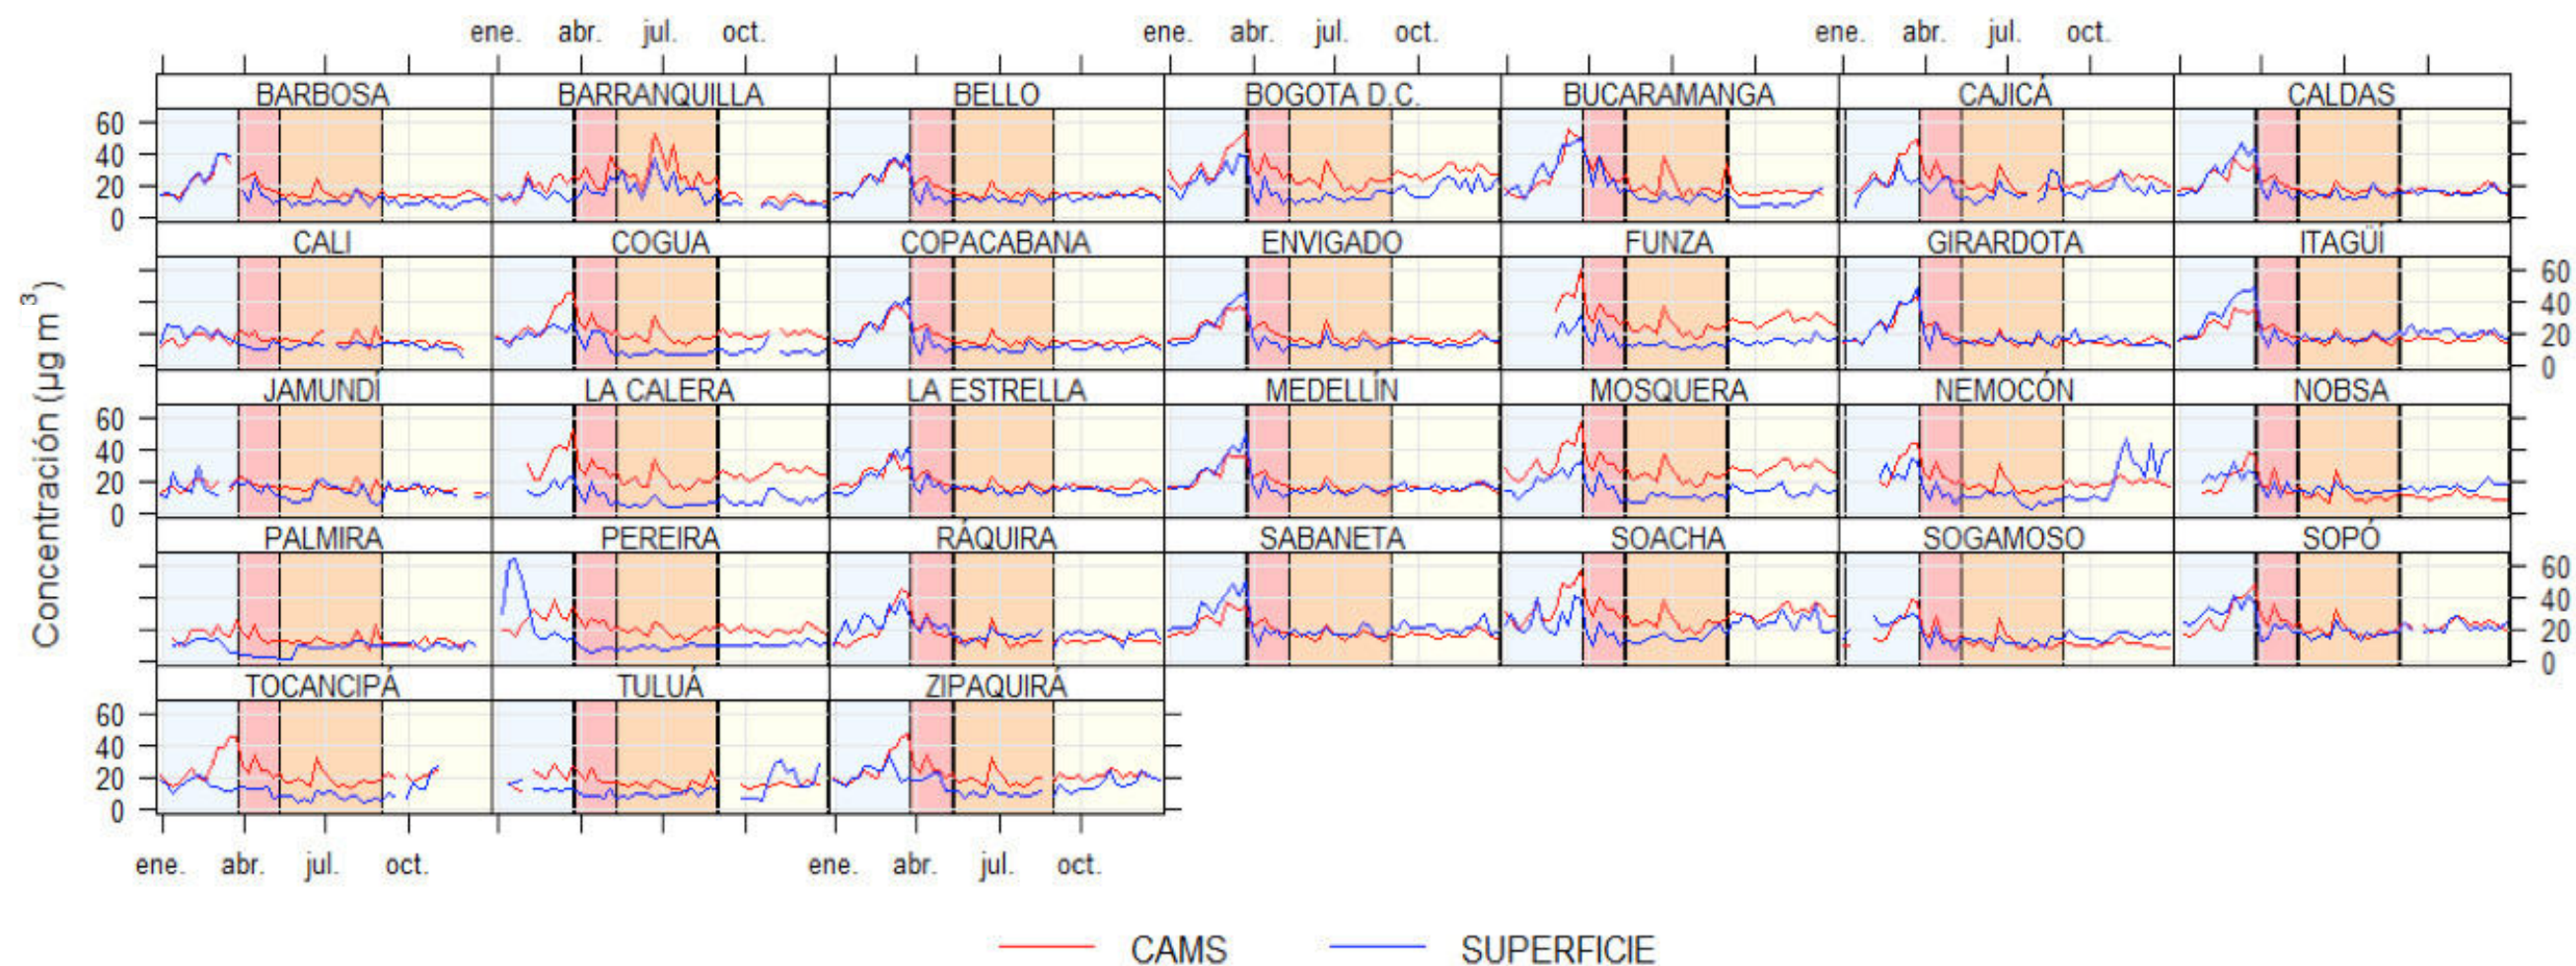 ene. abr. jul. oct. ene. abr. jul. oct. ene. abr. jul. oct.
BARBOSA BARRANQUILLA BELLO BOGOTA D.C. BUCARAMANGA CAJICÁ CALDAS
60
40
20
0
CALI COGUA COPACABANA ENVIGADO FUNZA GIRARDOTA ITAGÜÍ
60
40
20
0
JAMUNDÍ LA CALERA LA ESTRELLA MEDELLÍN MOSQUERA NEMOCÓN NOBSA
60
40
20
0
PALMIRA PEREIRA RÁQUIRA SABANETA SOACHA SOGAMOSO SOPÓ
60
40
20
0
TOCANCIPÁ TULUÁ ZIPAQUIRÁ
60
40
20
0
ene. abr. jul. oct. ene. abr. jul. oct.
Concentración (µg m³)
CAMS SUPERFICIE